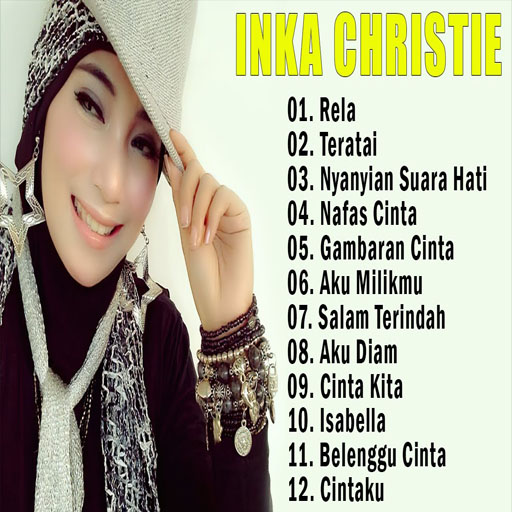 INKA CHRISTIE
01. Rela
02. Teratai
03. Nyanyian Suara Hati
04. Nafas Cinta
05. Gambaran Cinta
06. Aku Milikmu
07. Salam Terindah
08. Aku Diam
09. Cinta Kita
10. Isabella
11. Belenggu Cinta
12. Cintaku